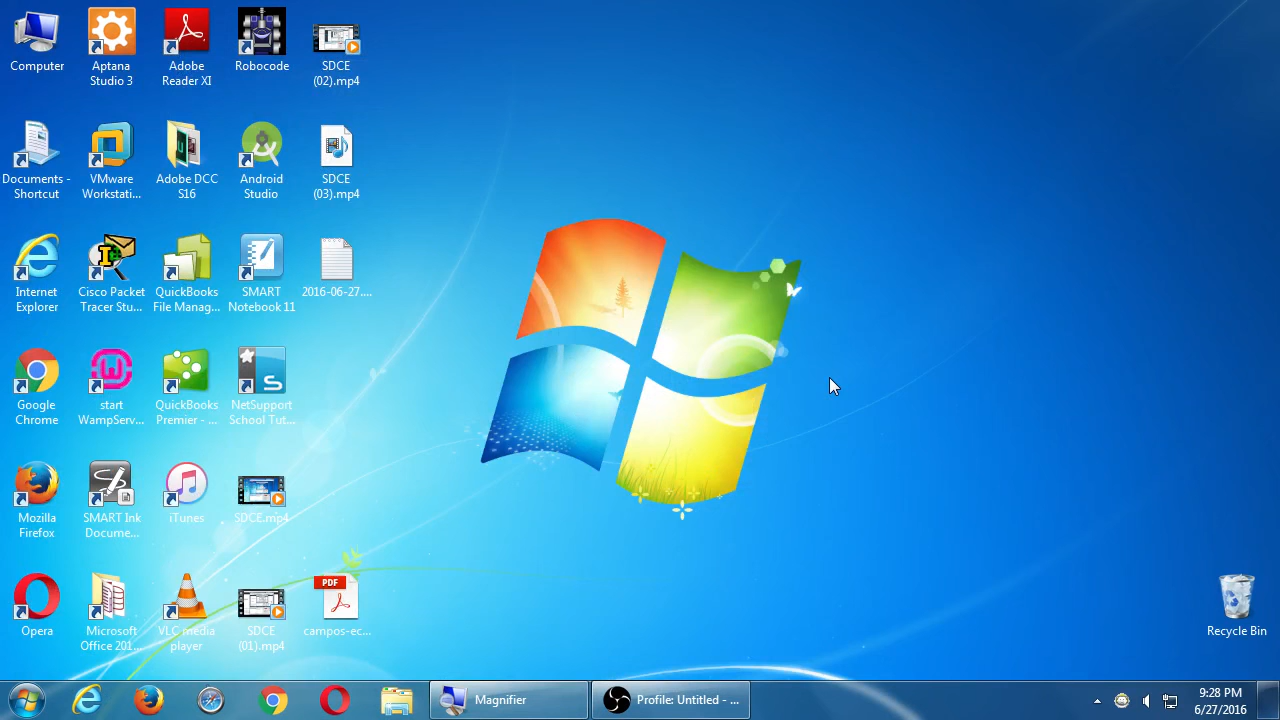 Computer
Aptana
Studio 3
Adobe
Reader XI
Robocode
SDCE
(02).mp4
Documents -
Shortcut
VMware
Workstati...
Adobe DCC
S16
Android
Studio
SDCE
(03).mp4
Internet
Explorer
Cisco Packet
Tracer Stu...
QuickBooks
File Manag...
SMART
Notebook 11
2016-06-27....
Google
Chrome
start
WampServ...
QuickBooks
Premier - ...
NetSupport
School Tut...
Mozilla
Firefox
SMART Ink
Docume...
iTunes
SDCE.mp4
Opera
Microsoft
Office 201...
VLC media
player
SDCE
(01).mp4
PDF
campos-ec...
Recycle Bin
Magnifier
Profile: Untitled - ...
9:28 PM
6/27/2016